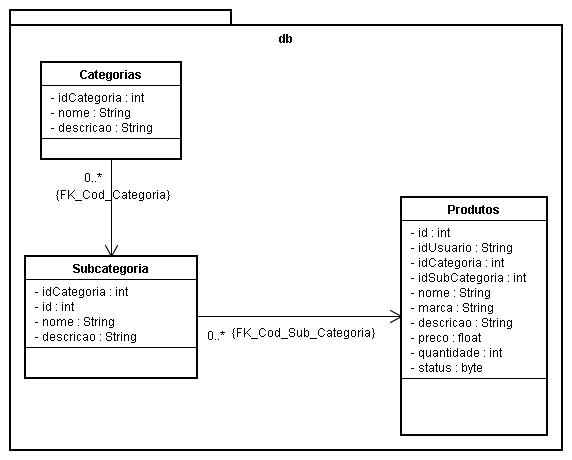 db
Categorias
- idCategoria : int
- nome : String
- descricao : String
0..*
{FK_Cod_Categoria}
Subcategoria
- idCategoria : int
- id : int
- nome : String
- descricao : String
0..* {FK_Cod_Sub_Categoria}
Produtos
- id : int
- idUsuario : String
- idCategoria : int
- idSubCategoria : int
- nome : String
- marca : String
- descricao : String
- preco : float
- quantidade : int
- status : byte